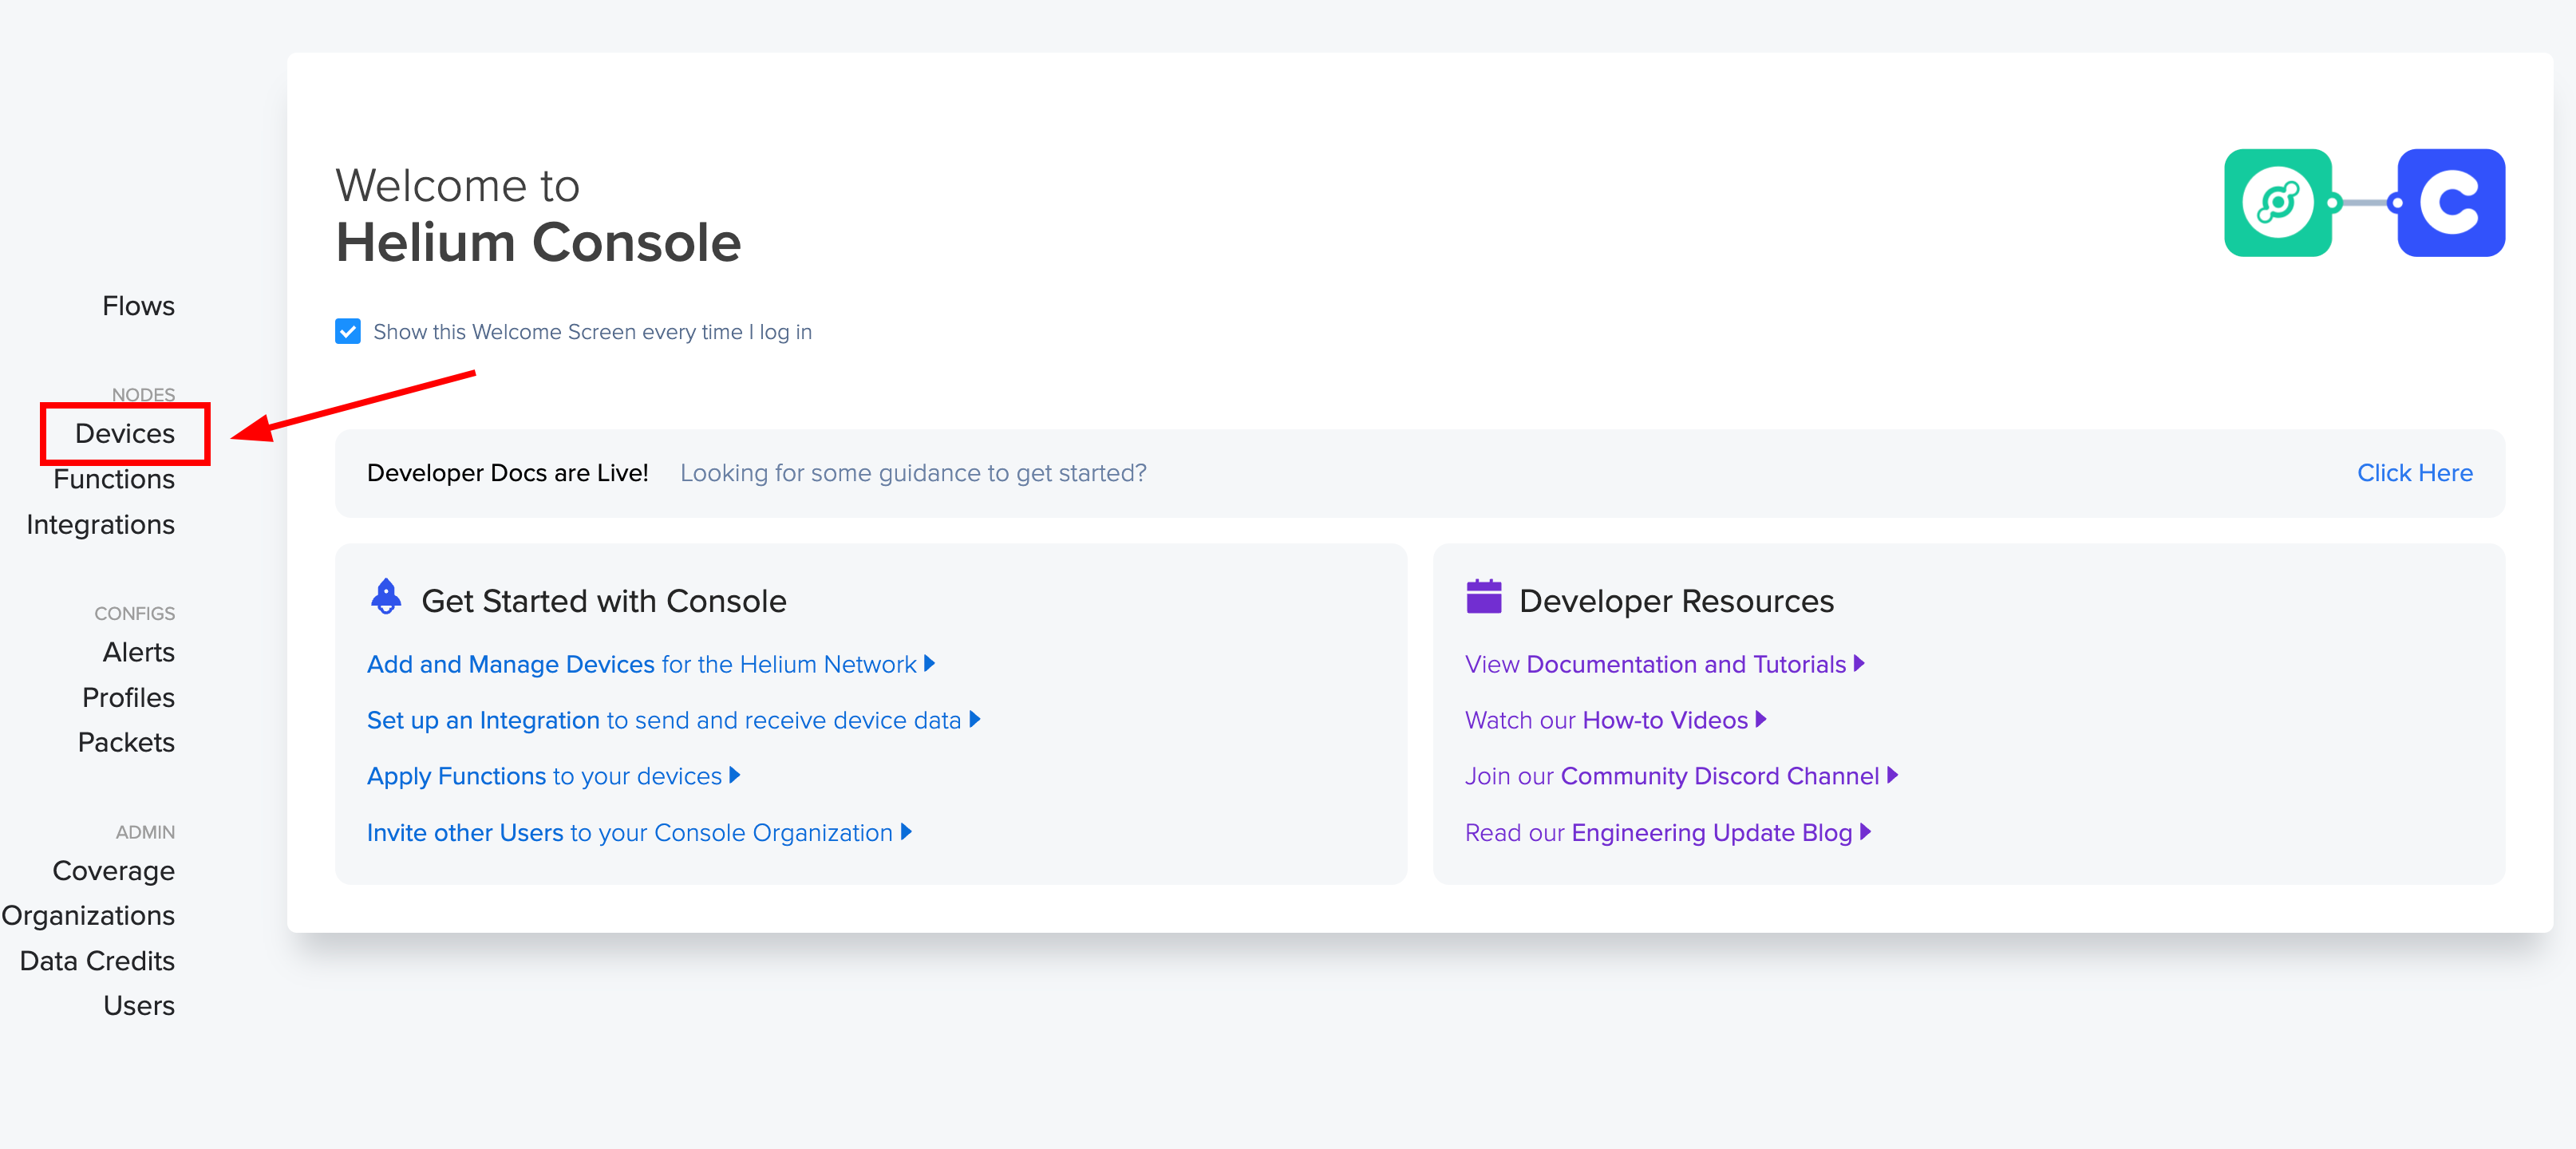 Flows
NODES
Devices
Functions
Integrations
CONFIGS
Alerts
Profiles
Packets
ADMIN
Coverage
Organizations
Data Credits
Users
Welcome to
Helium Console
Show this Welcome Screen every time I log in
Developer Docs are Live! Looking for some guidance to get started? Click Here
Get Started with Console
Add and Manage Devices for the Helium Network
Set up an Integration to send and receive device data
Apply Functions to your devices
Invite other Users to your Console Organization
Developer Resources
View Documentation and Tutorials
Watch our How-to Videos
Join our Community Discord Channel
Read our Engineering Update Blog